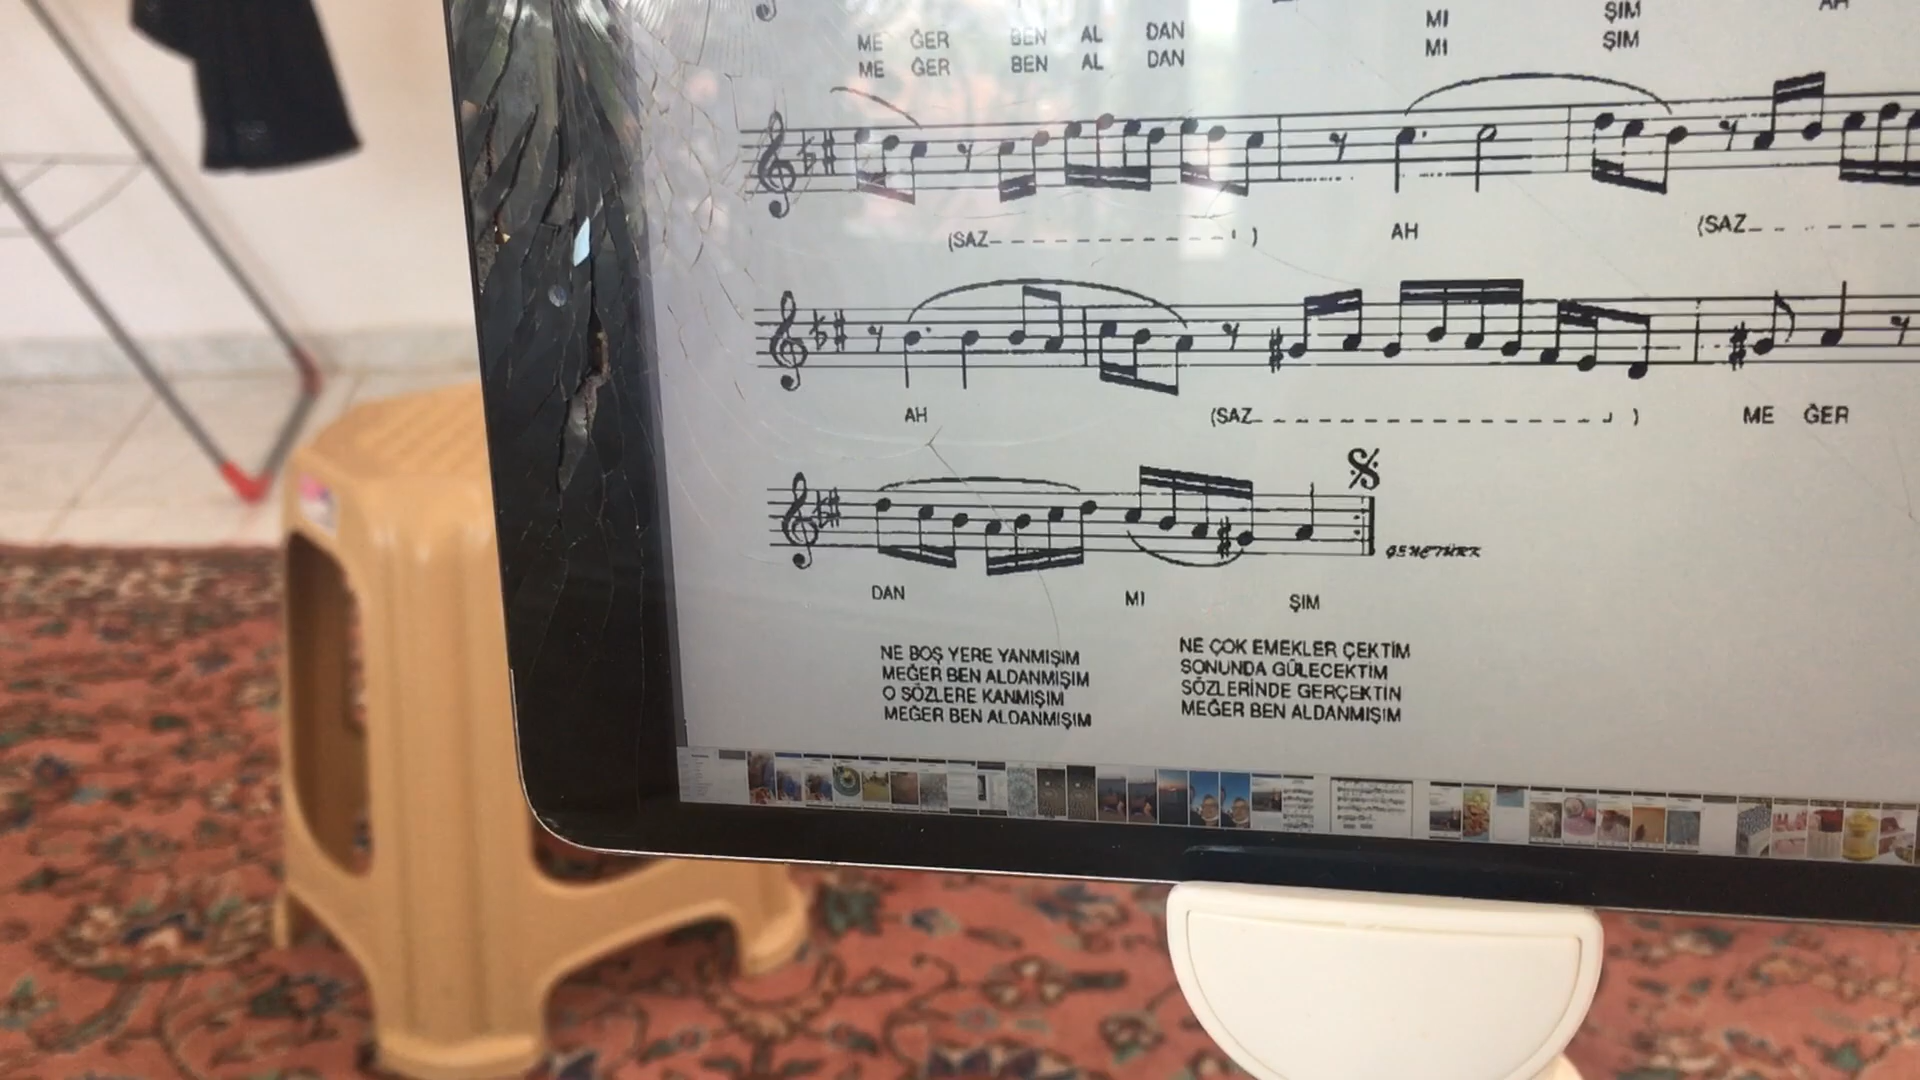 MI ŞIM AH
ME ĞER BEN AL DAN MI ŞIM
ME ĞER BEN AL DAN
(SAZ- - - - - - - - - - - - ) AH (SAZ- - - - - - - -
AH (SAZ- - - - - - - - - - - - - - - - ) ME ĞER
DAN MI ŞIM
NE BOŞ YERE YANMIŞIM
MEĞER BEN ALDANMIŞIM
O SÖZLERE KANMIŞIM
MEĞER BEN ALDANMIŞIM
NE ÇOK EMEKLER ÇEKTİM
SONUNDA GÜLECEKTİM
SÖZLERİNDE GERÇEKTİN
MEĞER BEN ALDANMIŞIM